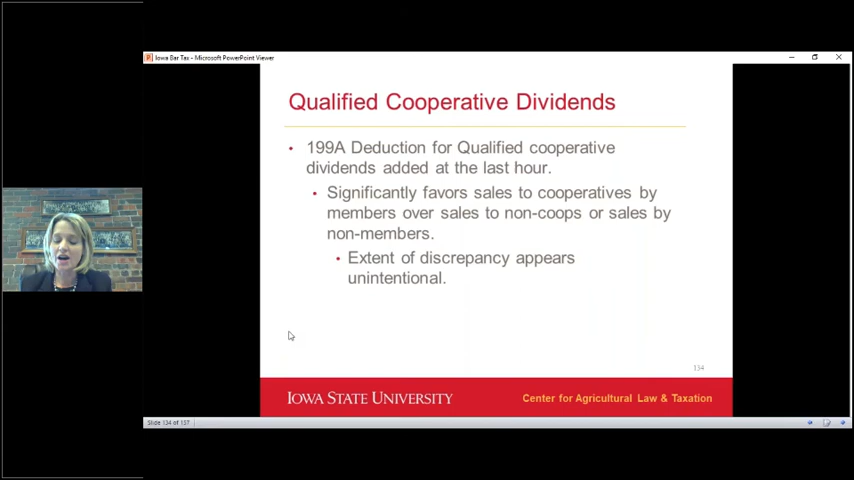 Iowa Bar Tax - Microsoft PowerPoint Viewer
Qualified Cooperative Dividends
• 199A Deduction for Qualified cooperative
dividends added at the last hour.
• Significantly favors sales to cooperatives by
members over sales to non-coops or sales by
non-members.
• Extent of discrepancy appears
unintentional.
134
IOWA STATE UNIVERSITY
Center for Agricultural Law & Taxation
Slide 134 of 157